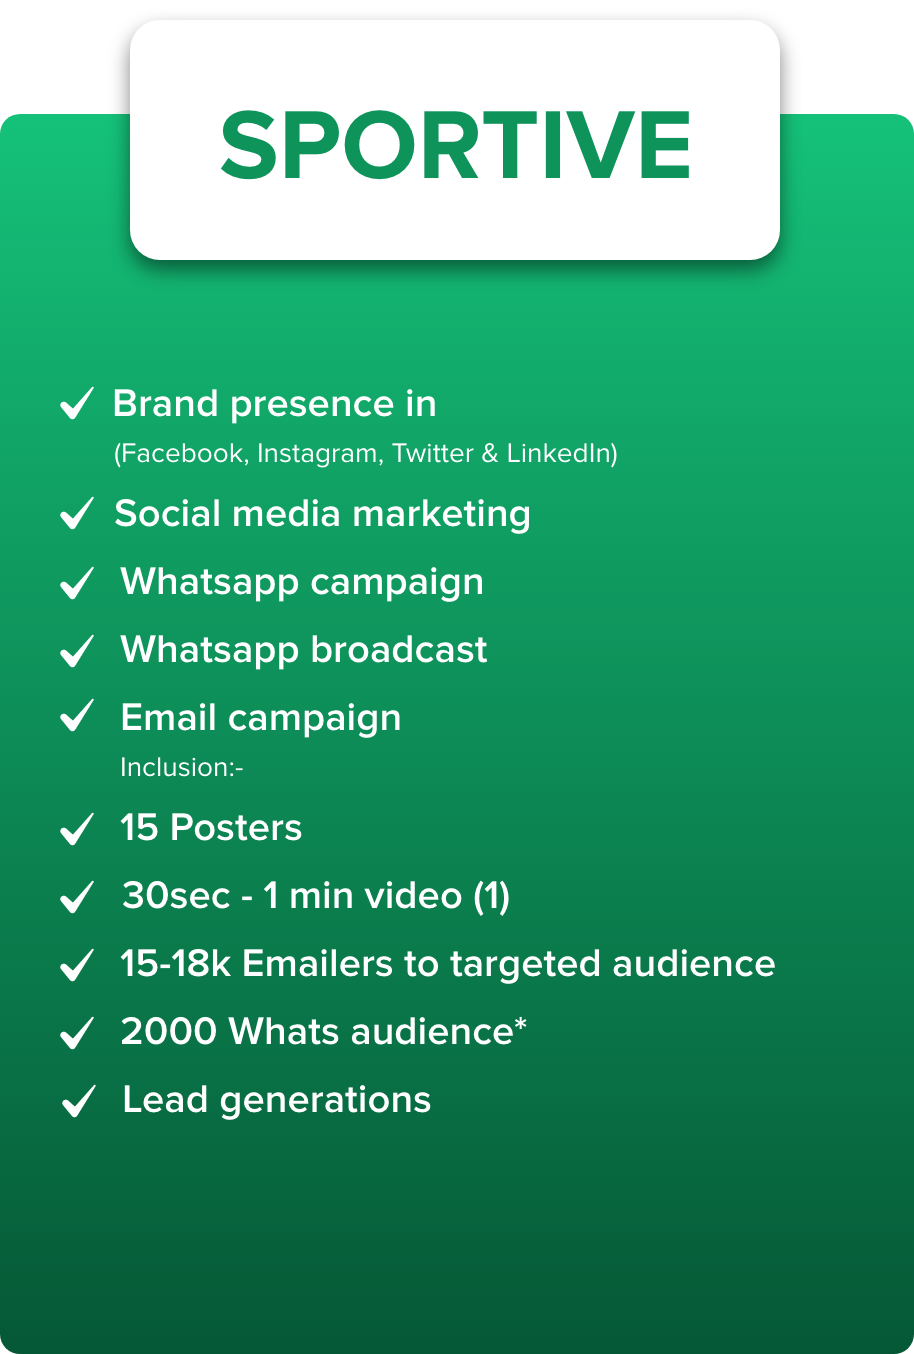 SPORTIVE
Brand presence in
(Facebook, Instagram, Twitter & LinkedIn)
Social media marketing
Whatsapp campaign
Whatsapp broadcast
Email campaign
Inclusion:-
15 Posters
30sec - 1 min video (1)
15-18k Emailers to targeted audience
2000 Whats audience*
Lead generations